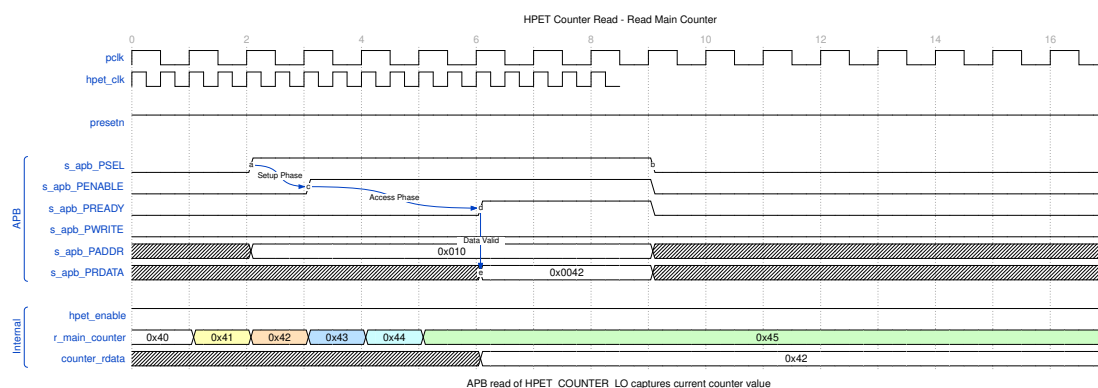 HPET Counter Read - Read Main Counter
0 2 4 6 8 10 12 14 16
pclk
hpet_clk
presetn
APB
s_apb_PSEL a b
Setup Phase
s_apb_PENABLE c
Access Phase
s_apb_PREADY d
s_apb_PWRITE
Data Valid
s_apb_PADDR 0x010
s_apb_PRDATA e 0x0042
Internal
hpet_enable
r_main_counter 0x40 0x41 0x42 0x43 0x44 0x45
counter_rdata 0x42
APB read of HPET_COUNTER_LO captures current counter value